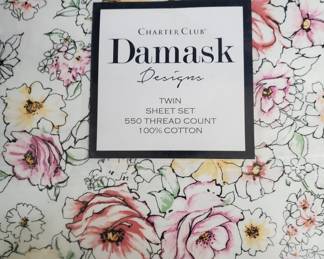 CHARTER CLUB®
Damask
Designs
TWIN
SHEET SET
550 THREAD COUNT
100% COTTON